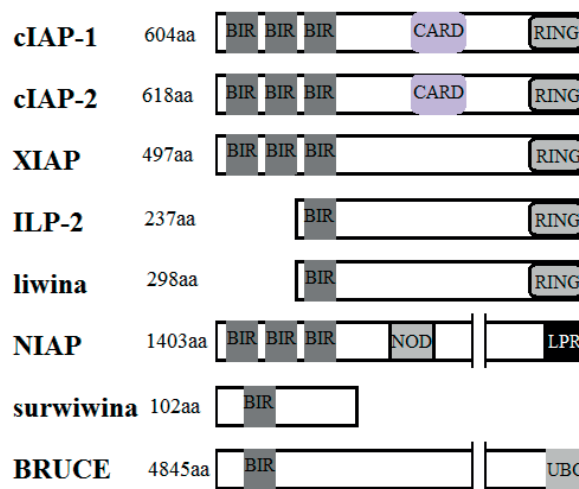 cIAP-1 604aa BIR BIR BIR CARD RING
cIAP-2 618aa BIR BIR BIR CARD RING
XIAP 497aa BIR BIR BIR RING
ILP-2 237aa BIR RING
liwina 298aa BIR RING
NIAP 1403aa BIR BIR BIR NOD LPR
surwiwina 102aa BIR
BRUCE 4845aa BIR UBC